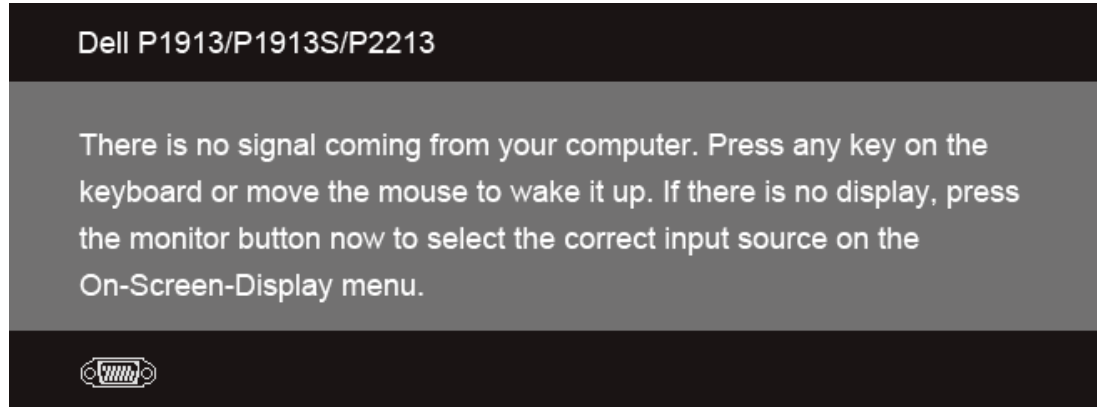 Dell P1913/P1913S/P2213
There is no signal coming from your computer. Press any key on the
keyboard or move the mouse to wake it up. If there is no display, press
the monitor button now to select the correct input source on the
On-Screen-Display menu.